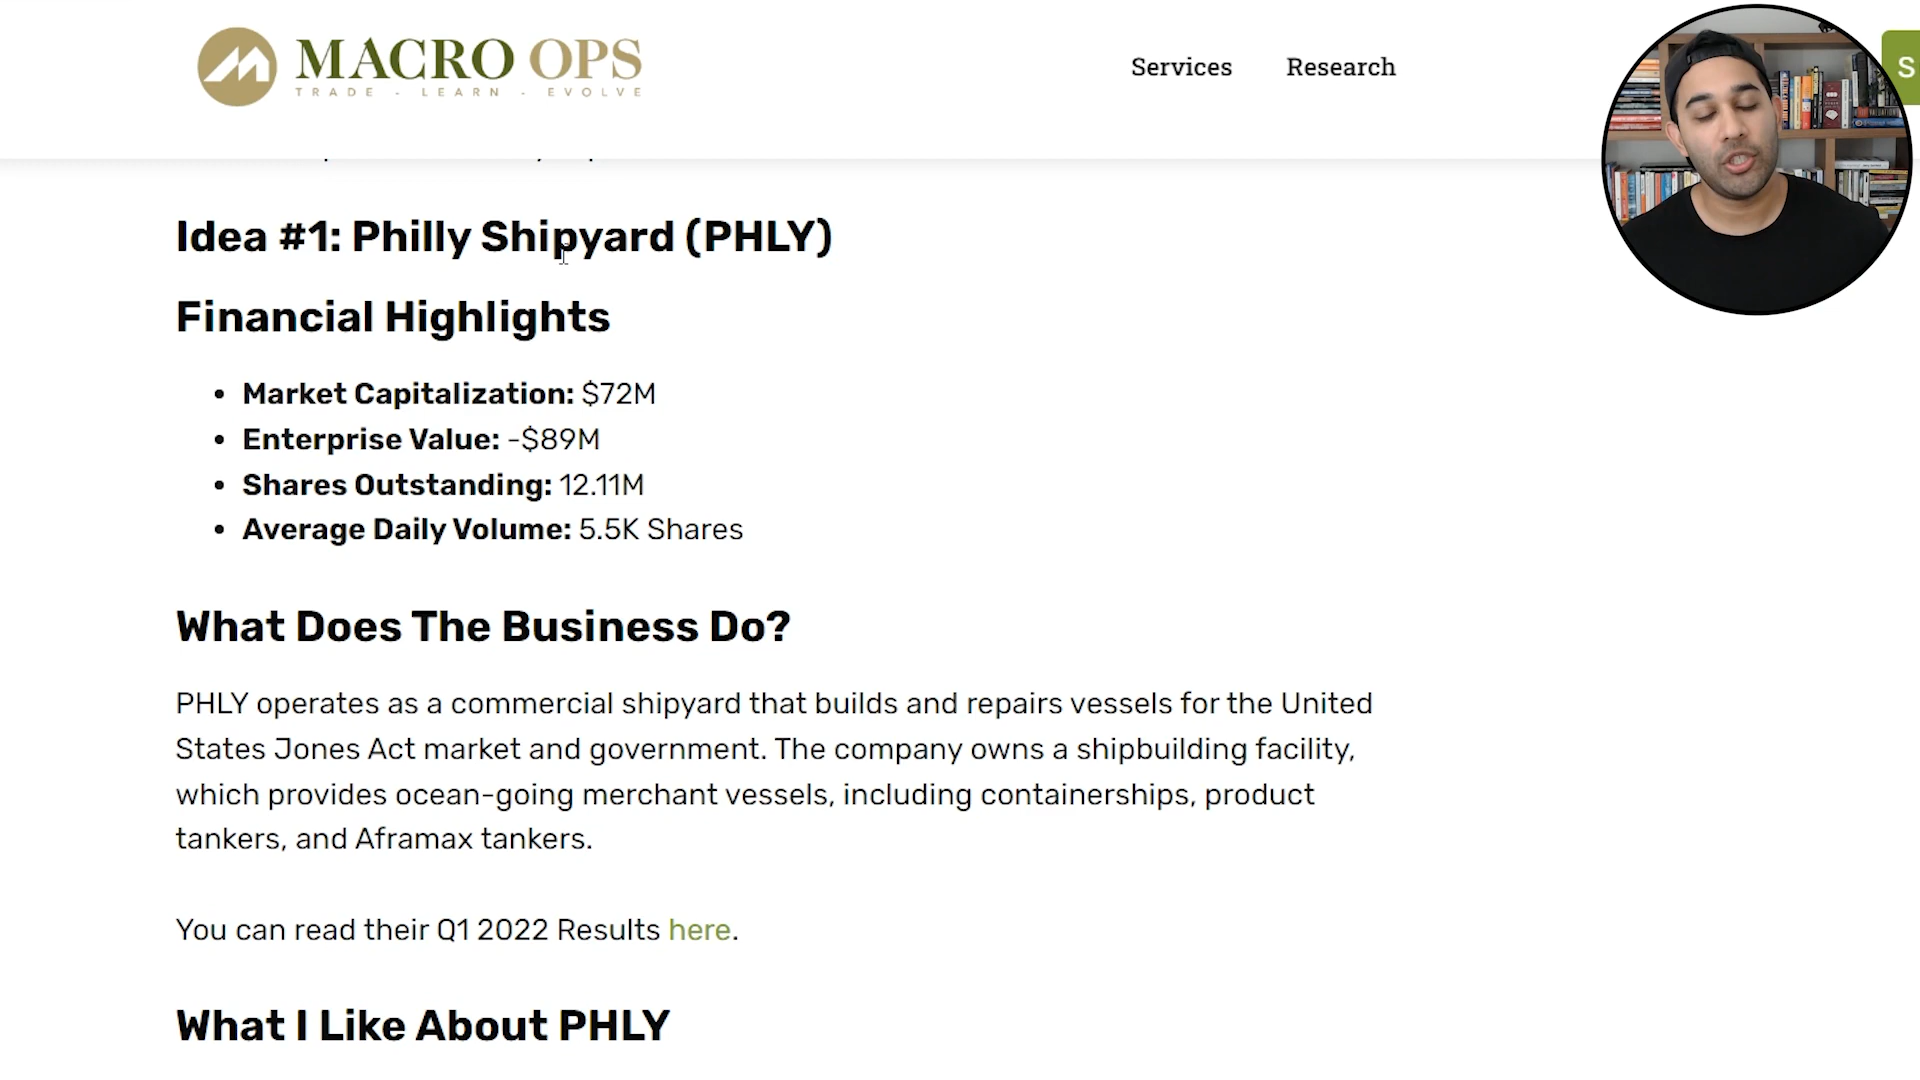 MACRO OPS
TRADE - LEARN - EVOLVE
Services
Research
S
Idea #1: Philly Shipyard (PHLY)
Financial Highlights
• Market Capitalization: $72M
• Enterprise Value: -$89M
• Shares Outstanding: 12.11M
• Average Daily Volume: 5.5K Shares
What Does The Business Do?
PHLY operates as a commercial shipyard that builds and repairs vessels for the United
States Jones Act market and government. The company owns a shipbuilding facility,
which provides ocean-going merchant vessels, including containerships, product
tankers, and Aframax tankers.
You can read their Q1 2022 Results here.
What I Like About PHLY